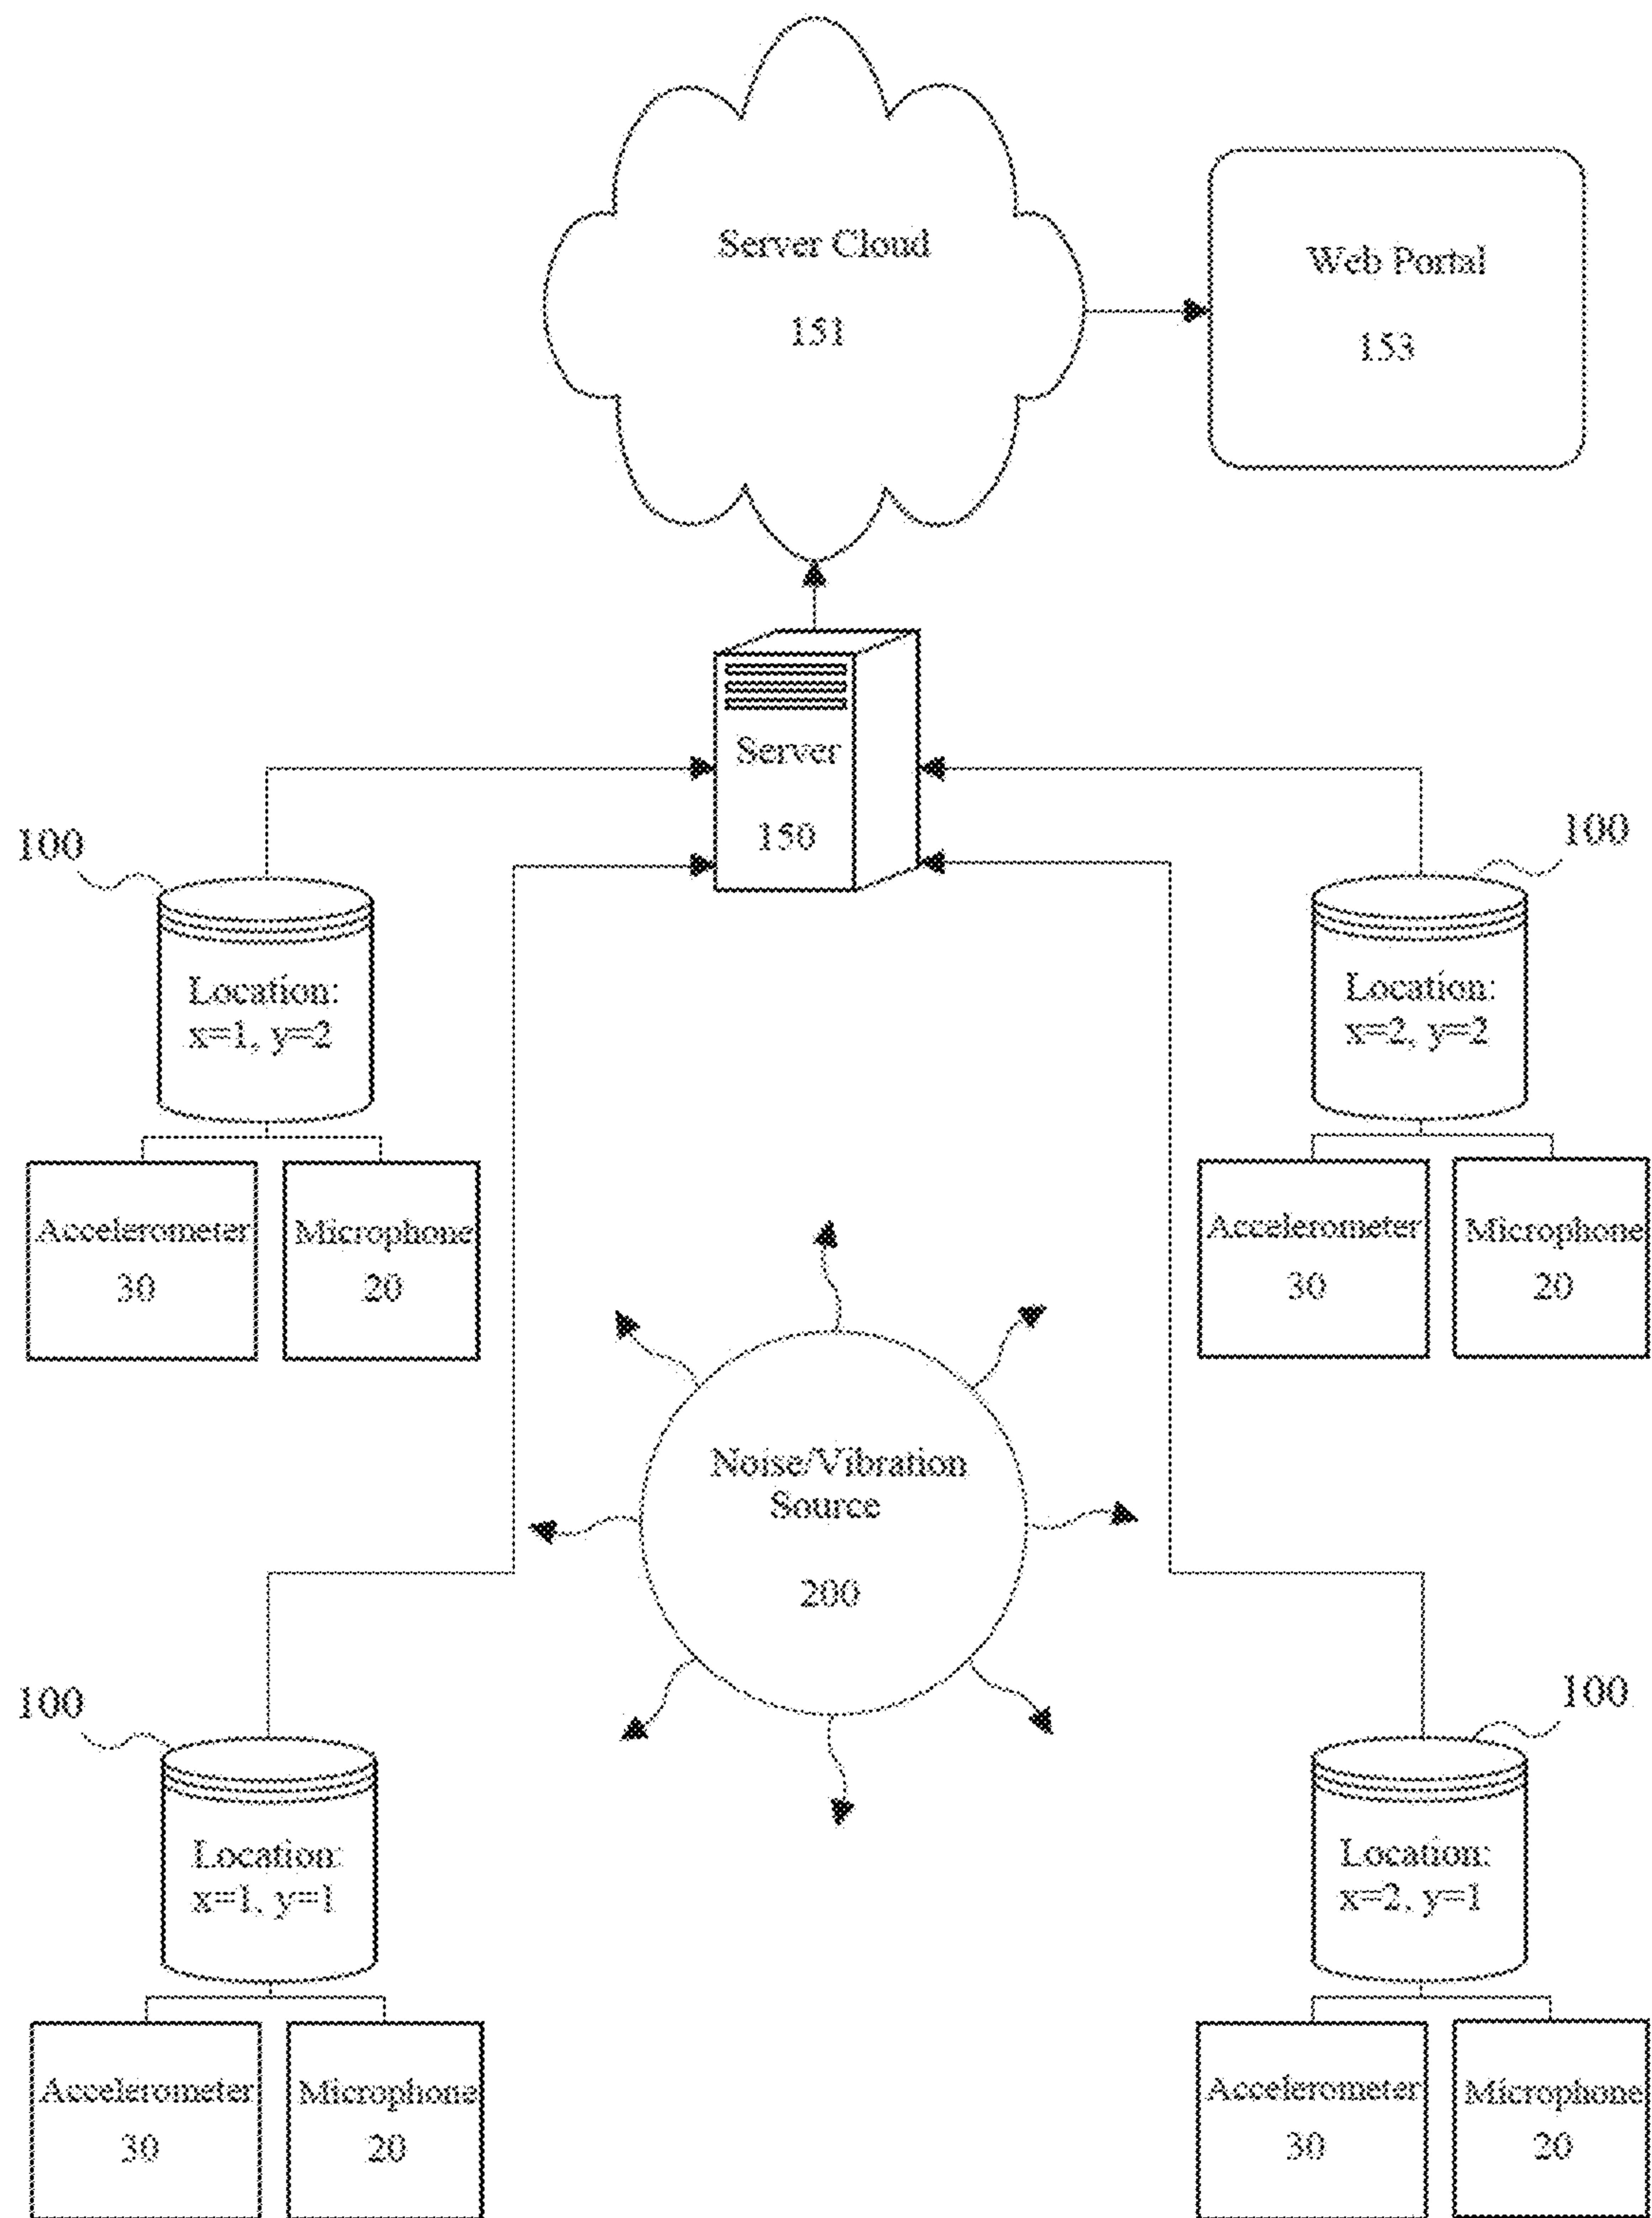 Server Cloud
151
Web Portal
153
Server
150
100
Location:
x=1, y=2
Accelerometer
30
Microphone
20
100
Location:
x=2, y=2
Accelerometer
30
Microphone
20
Noise/Vibration
Source
200
100
Location:
x=1, y=1
Accelerometer
30
Microphone
20
100
Location:
x=2, y=1
Accelerometer
30
Microphone
20